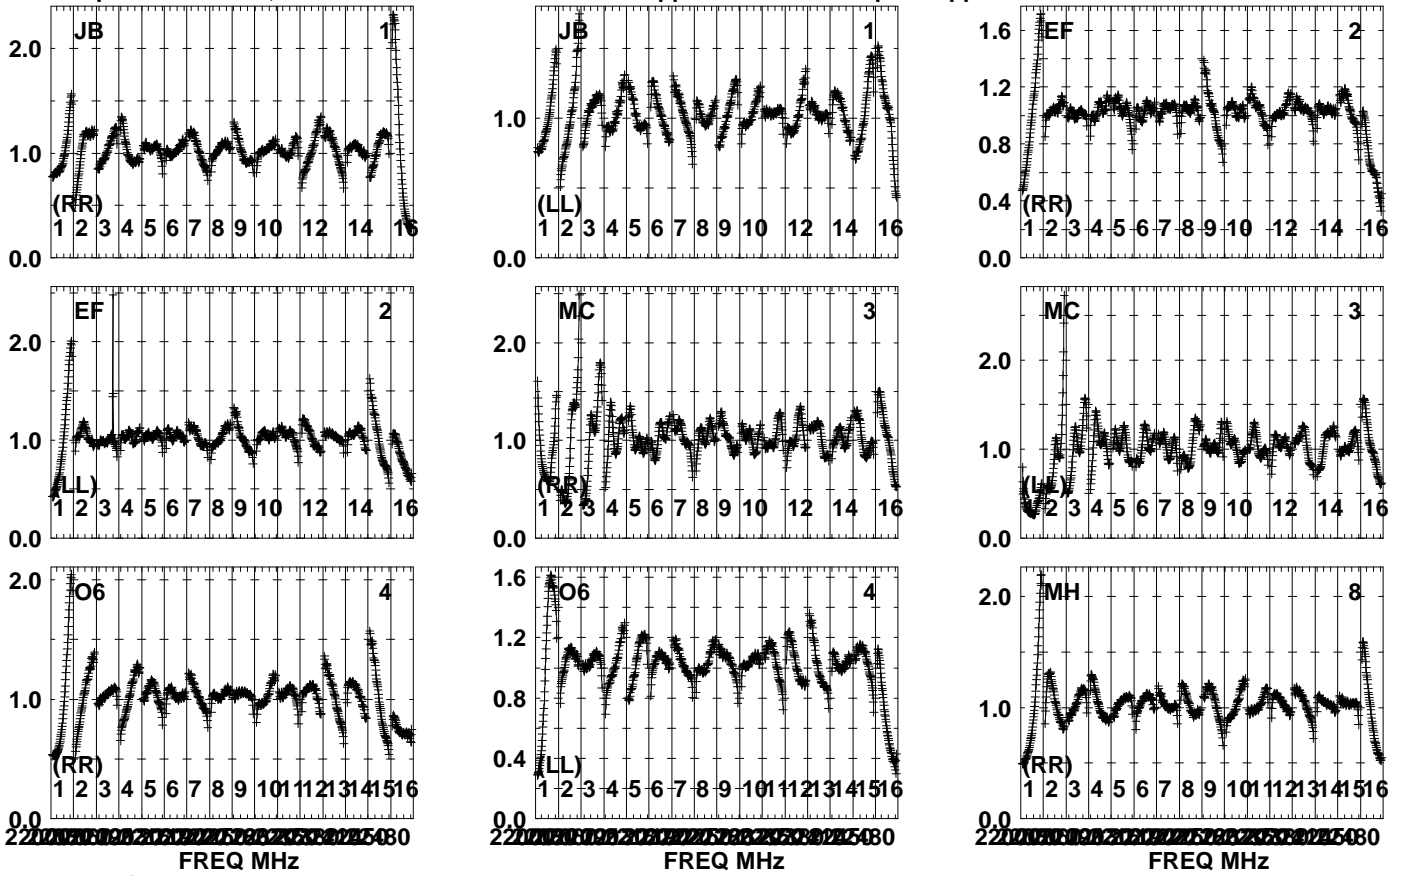 JB 1
2.0
1.0
(RR)
1 2 3 4 5 6 7 8 9 10 12 14 16
0.0
JB 1
1.0
(LL)
1 2 3 4 5 6 7 8 9 10 12 14 16
0.0
EF 2
1.6
1.2
0.8
0.4
(RR)
1 2 3 4 5 6 7 8 9 10 12 14 16
0.0
EF 2
2.0
1.0
(LL)
1 2 3 4 5 6 7 8 9 10 12 14 16
0.0
MC 3
2.0
1.0
(RR)
1 2 3 4 5 6 7 8 9 10 12 14 16
0.0
MC 3
2.0
1.0
(LL)
1 2 3 4 5 6 7 8 9 10 12 14 16
0.0
O6 4
2.0
1.0
(RR)
1 2 3 4 5 6 7 8 9 10 11 12 13 14 15 16
0.0
FREQ MHz
O6 4
1.6
1.2
0.8
0.4
(LL)
1 2 3 4 5 6 7 8 9 10 11 12 13 14 15 16
0.0
FREQ MHz
MH 8
2.0
1.0
(RR)
1 2 3 4 5 6 7 8 9 10 11 12 13 14 15 16
0.0
FREQ MHz